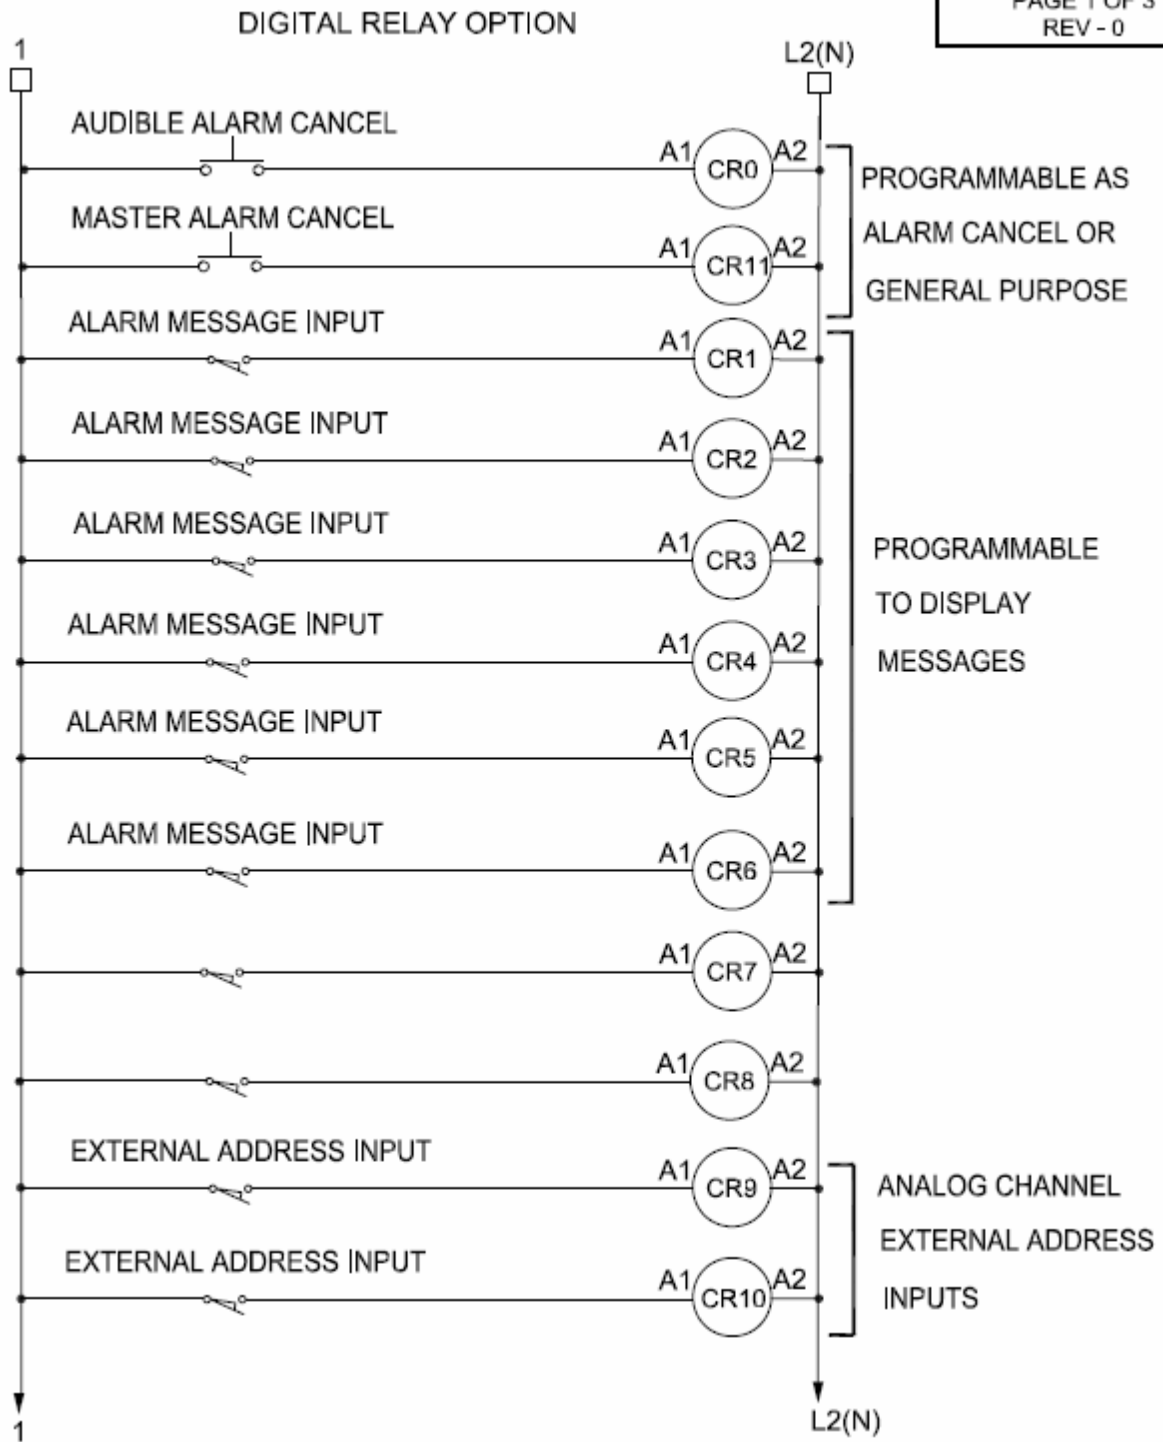 PAGE 1 OF 3
REV - 0
DIGITAL RELAY OPTION
1
L2(N)
AUDIBLE ALARM CANCEL
A1 CR0 A2
MASTER ALARM CANCEL
A1 CR11 A2
PROGRAMMABLE AS
ALARM CANCEL OR
GENERAL PURPOSE
ALARM MESSAGE INPUT
A1 CR1 A2
ALARM MESSAGE INPUT
A1 CR2 A2
ALARM MESSAGE INPUT
A1 CR3 A2
ALARM MESSAGE INPUT
A1 CR4 A2
ALARM MESSAGE INPUT
A1 CR5 A2
ALARM MESSAGE INPUT
A1 CR6 A2
PROGRAMMABLE
TO DISPLAY
MESSAGES
A1 CR7 A2
A1 CR8 A2
EXTERNAL ADDRESS INPUT
A1 CR9 A2
EXTERNAL ADDRESS INPUT
A1 CR10 A2
ANALOG CHANNEL
EXTERNAL ADDRESS
INPUTS
1
L2(N)